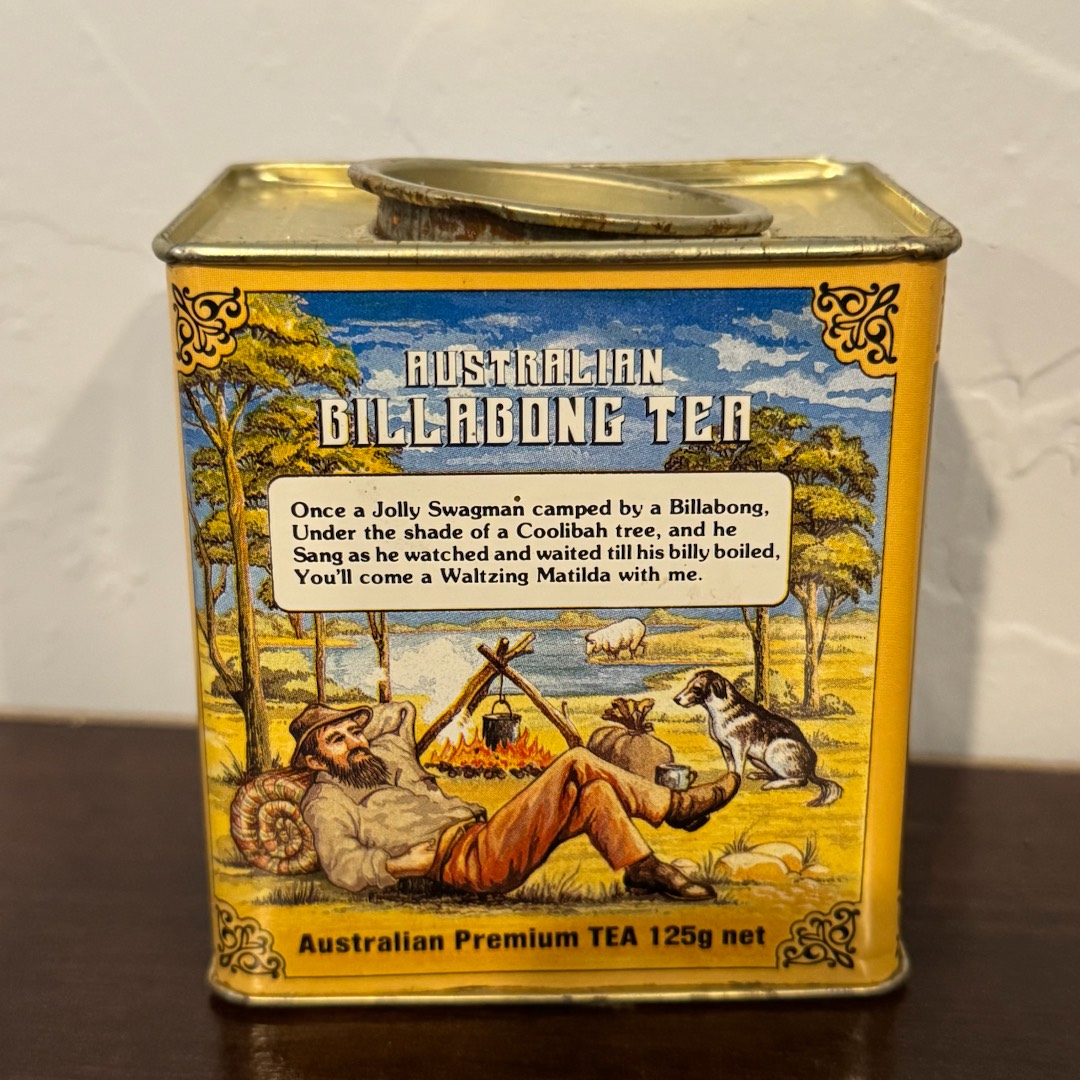 AUSTRALIAN
BILLABONG TEA
Once a Jolly Swagman camped by a Billabong,
Under the shade of a Coolibah tree, and he
Sang as he watched and waited till his billy boiled,
You'll come a Waltzing Matilda with me.
Australian Premium TEA 125g net